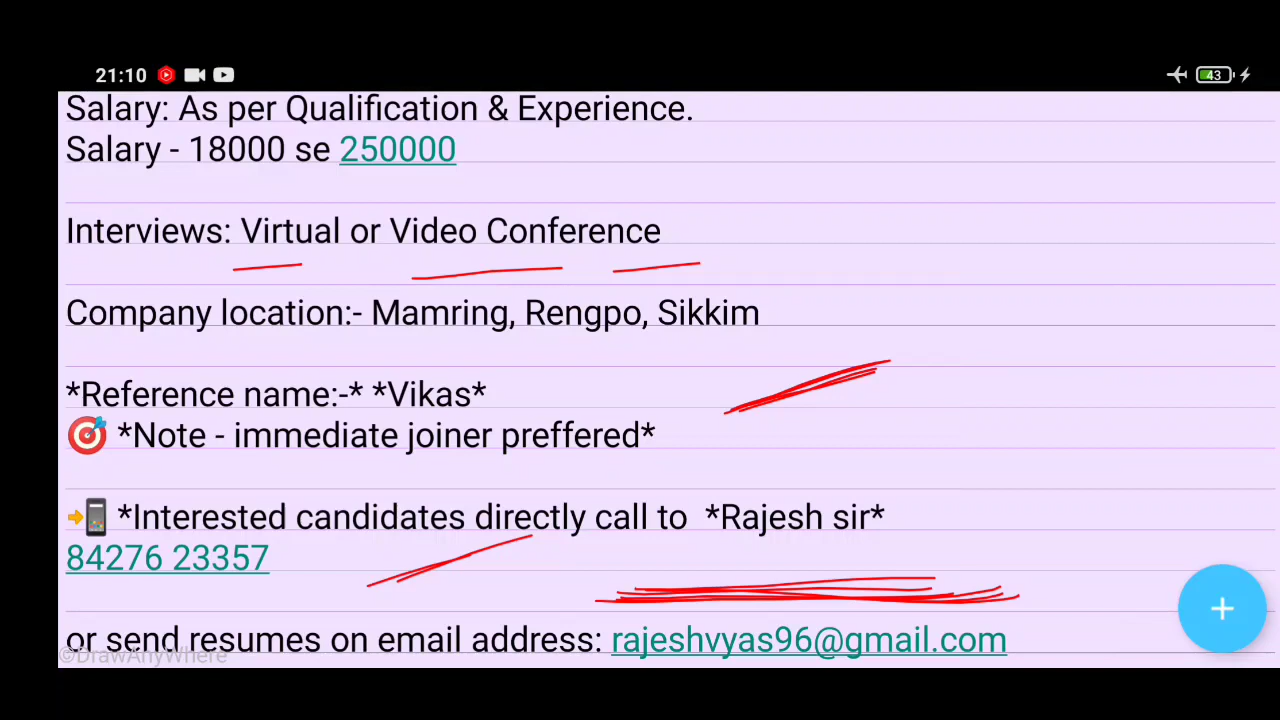 21:10
43
Salary: As per Qualification & Experience.
Salary - 18000 se 250000
Interviews: Virtual or Video Conference
Company location:- Mamring, Rengpo, Sikkim
*Reference name:-* *Vikas*
🎯 *Note - immediate joiner preffered*
📲 *Interested candidates directly call to *Rajesh sir*
84276 23357
or send resumes on email address: rajeshvyas96@gmail.com
©DrawAnyWhere